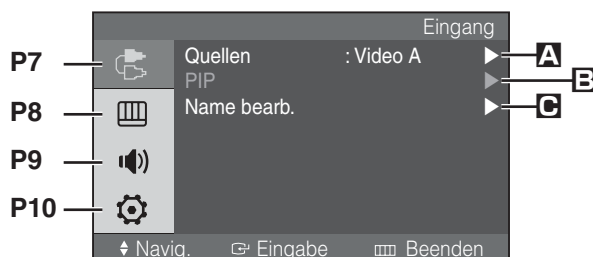 Eingang
P7
Quellen : Video A
A
PIP
B
P8
Name bearb.
C
P9
P10
Navig. Eingabe Beenden